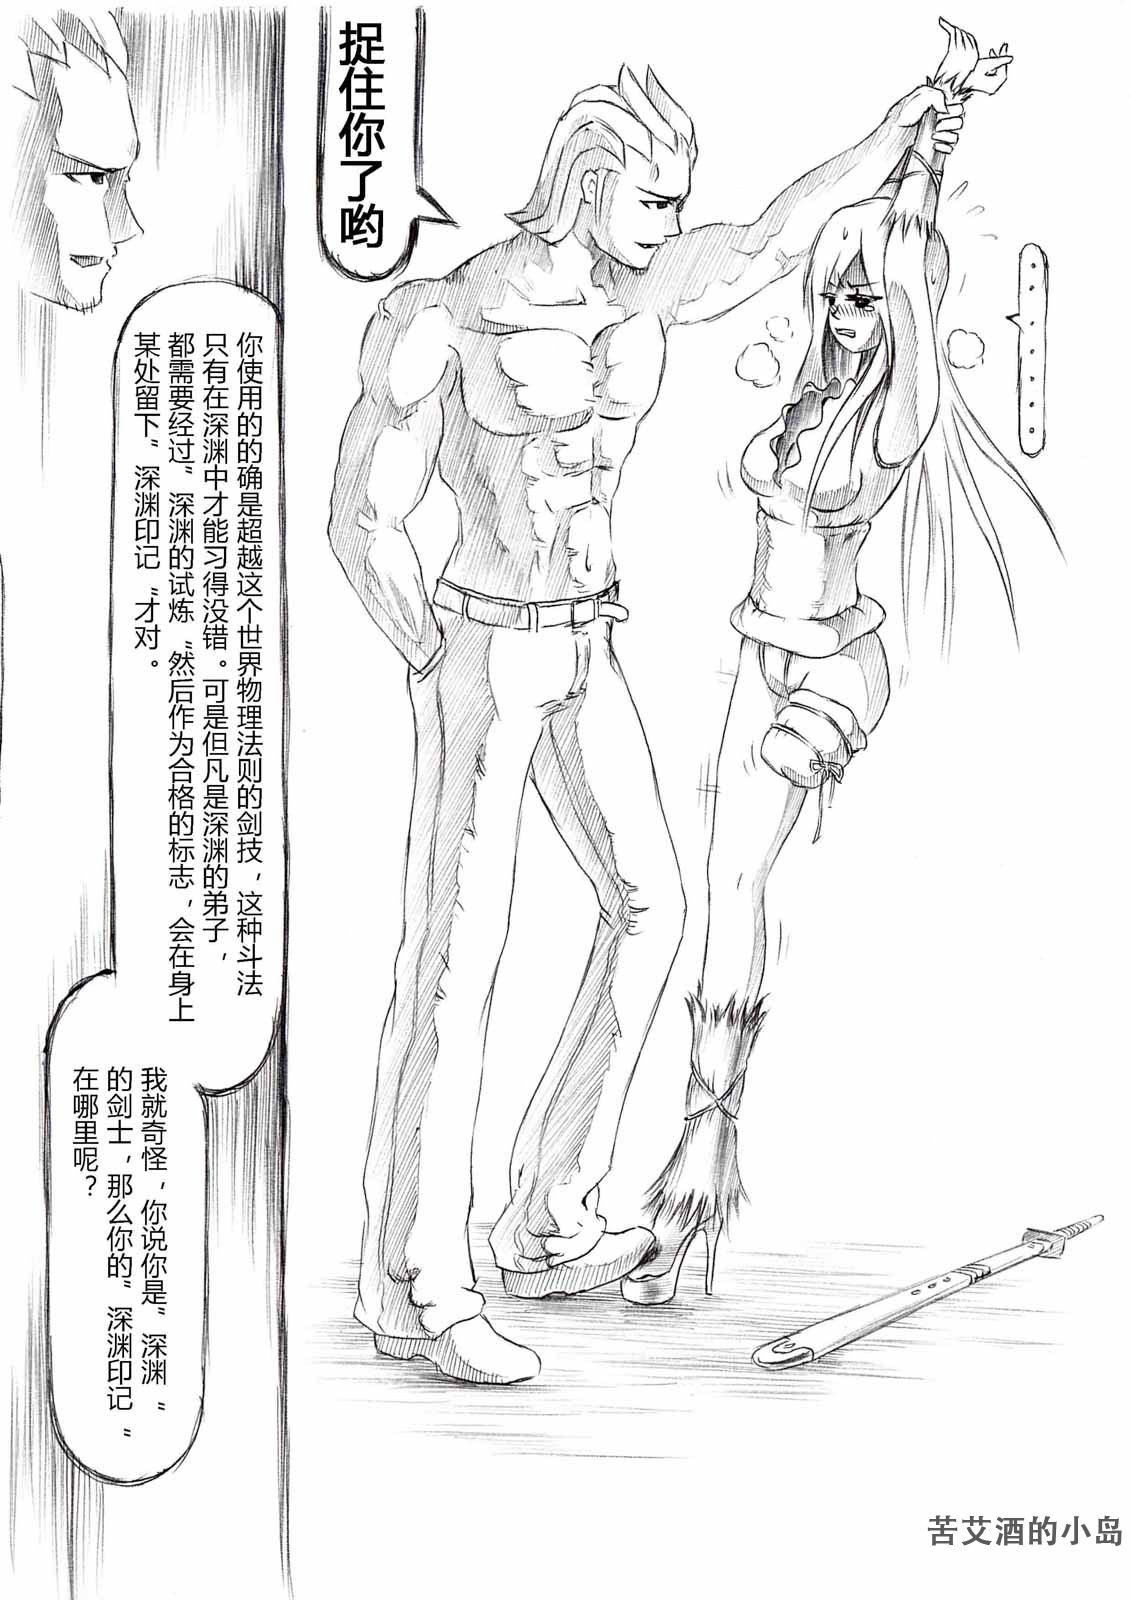 捉住你了哟
········
你使用的的确是超越这个世界物理法则的剑技，这种斗法
只有在深渊中才能习得没错。可是但凡是深渊的弟子，
都需要经过”深渊的试炼“然后作为合格的标志，会在身上
某处留下”深渊印记“才对。
我就奇怪，你说你是”深渊“
的剑士，那么你的”深渊印记“
在哪里呢？
苦艾酒的小岛